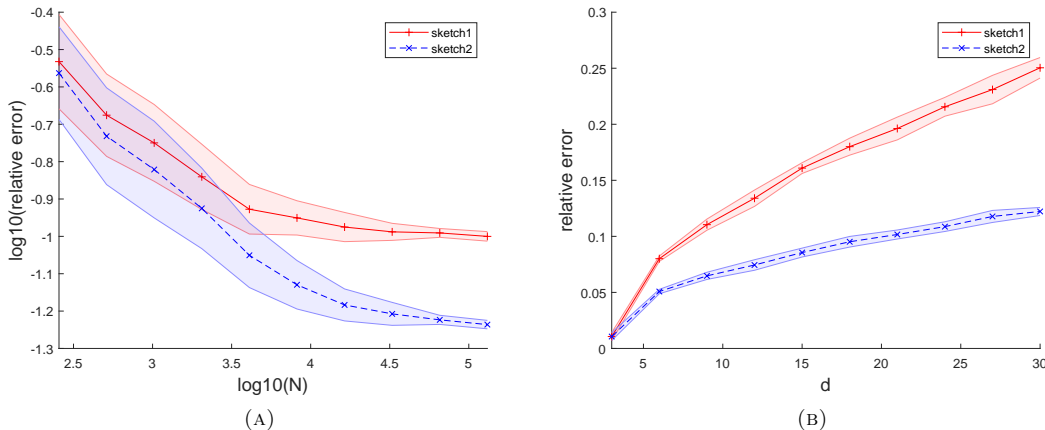 -0.4
-0.5
-0.6
-0.7
-0.8
-0.9
-1
-1.1
-1.2
-1.3
log10(relative error)
2.5 3 3.5 4 4.5 5
log10(N)
sketch1
sketch2
(A)
0.3
0.25
0.2
0.15
0.1
0.05
0
relative error
5 10 15 20 25 30
d
sketch1
sketch2
(B)